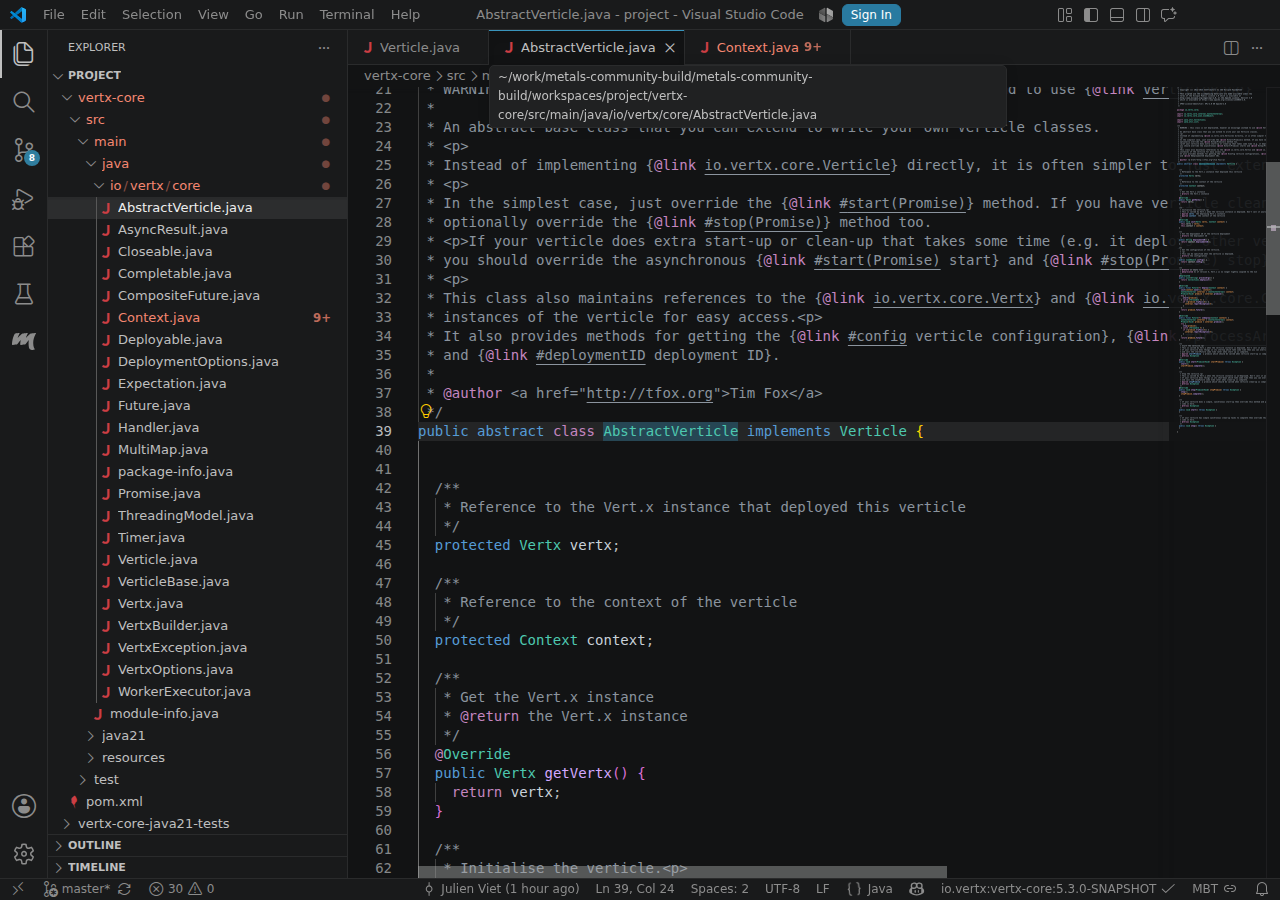 File Edit Selection View Go Run Terminal Help AbstractVerticle.java - project - Visual Studio Code Sign In
EXPLORER
PROJECT
vertx-core
src
main
java
io/vertx/core
AbstractVerticle.java
AsyncResult.java
Closeable.java
Completable.java
CompositeFuture.java
Context.java 9+
Deployable.java
DeploymentOptions.java
Expectation.java
Future.java
Handler.java
MultiMap.java
package-info.java
Promise.java
ThreadingModel.java
Timer.java
Verticle.java
VerticleBase.java
Vertx.java
VertxBuilder.java
VertxException.java
VertxOptions.java
WorkerExecutor.java
module-info.java
java21
resources
test
pom.xml
vertx-core-java21-tests
OUTLINE
TIMELINE
8
Verticle.java AbstractVerticle.java Context.java 9+
vertx-core > src >
~/work/metals-community-build/metals-community-
build/workspaces/project/vertx-
core/src/main/java/io/vertx/core/AbstractVerticle.java
21 to use {@link
22 *
23 * An abstract base class that you can extend to write your own verticle classes.
24 * <p>
25 * Instead of implementing {@link io.vertx.core.Verticle} directly, it is often simpler
26 * <p>
27 * In the simplest case, just override the {@link #start(Promise)} method. If you have
28 * optionally override the {@link #stop(Promise)} method too.
29 * <p>If your verticle does extra start-up or clean-up that takes some time (e.g. it
30 * you should override the asynchronous {@link #start(Promise) start} and {@link
31 * <p>
32 * This class also maintains references to the {@link io.vertx.core.Vertx} and {@link
33 * instances of the verticle for easy access.<p>
34 * It also provides methods for getting the {@link #config verticle configuration}, {@link
35 * and {@link #deploymentID deployment ID}.
36 *
37 * @author <a href="http://tfox.org">Tim Fox</a>
38 */
39 public abstract class AbstractVerticle implements Verticle {
40
41
42 /**
43 * Reference to the Vert.x instance that deployed this verticle
44 */
45 protected Vertx vertx;
46
47 /**
48 * Reference to the context of the verticle
49 */
50 protected Context context;
51
52 /**
53 * Get the Vert.x instance
54 * @return the Vert.x instance
55 */
56 @Override
57 public Vertx getVertx() {
58 return vertx;
59 }
60
61 /**
62 * Initialise the verticle.<p>
master* 30 0 Julien Viet (1 hour ago) Ln 39, Col 24 Spaces: 2 UTF-8 LF { } Java io.vertx:vertx-core:5.3.0-SNAPSHOT MBT